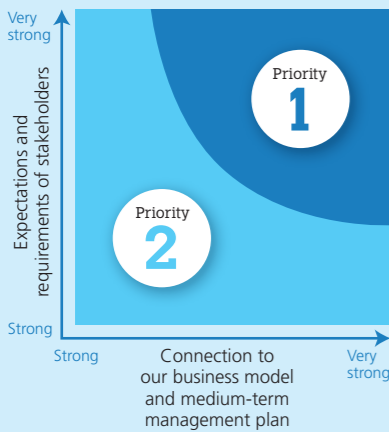 Very
strong
Expectations and
requirements of stakeholders
Priority
1
Priority
2
Strong
Strong
Connection to
our business model
and medium-term
management plan
Very
strong